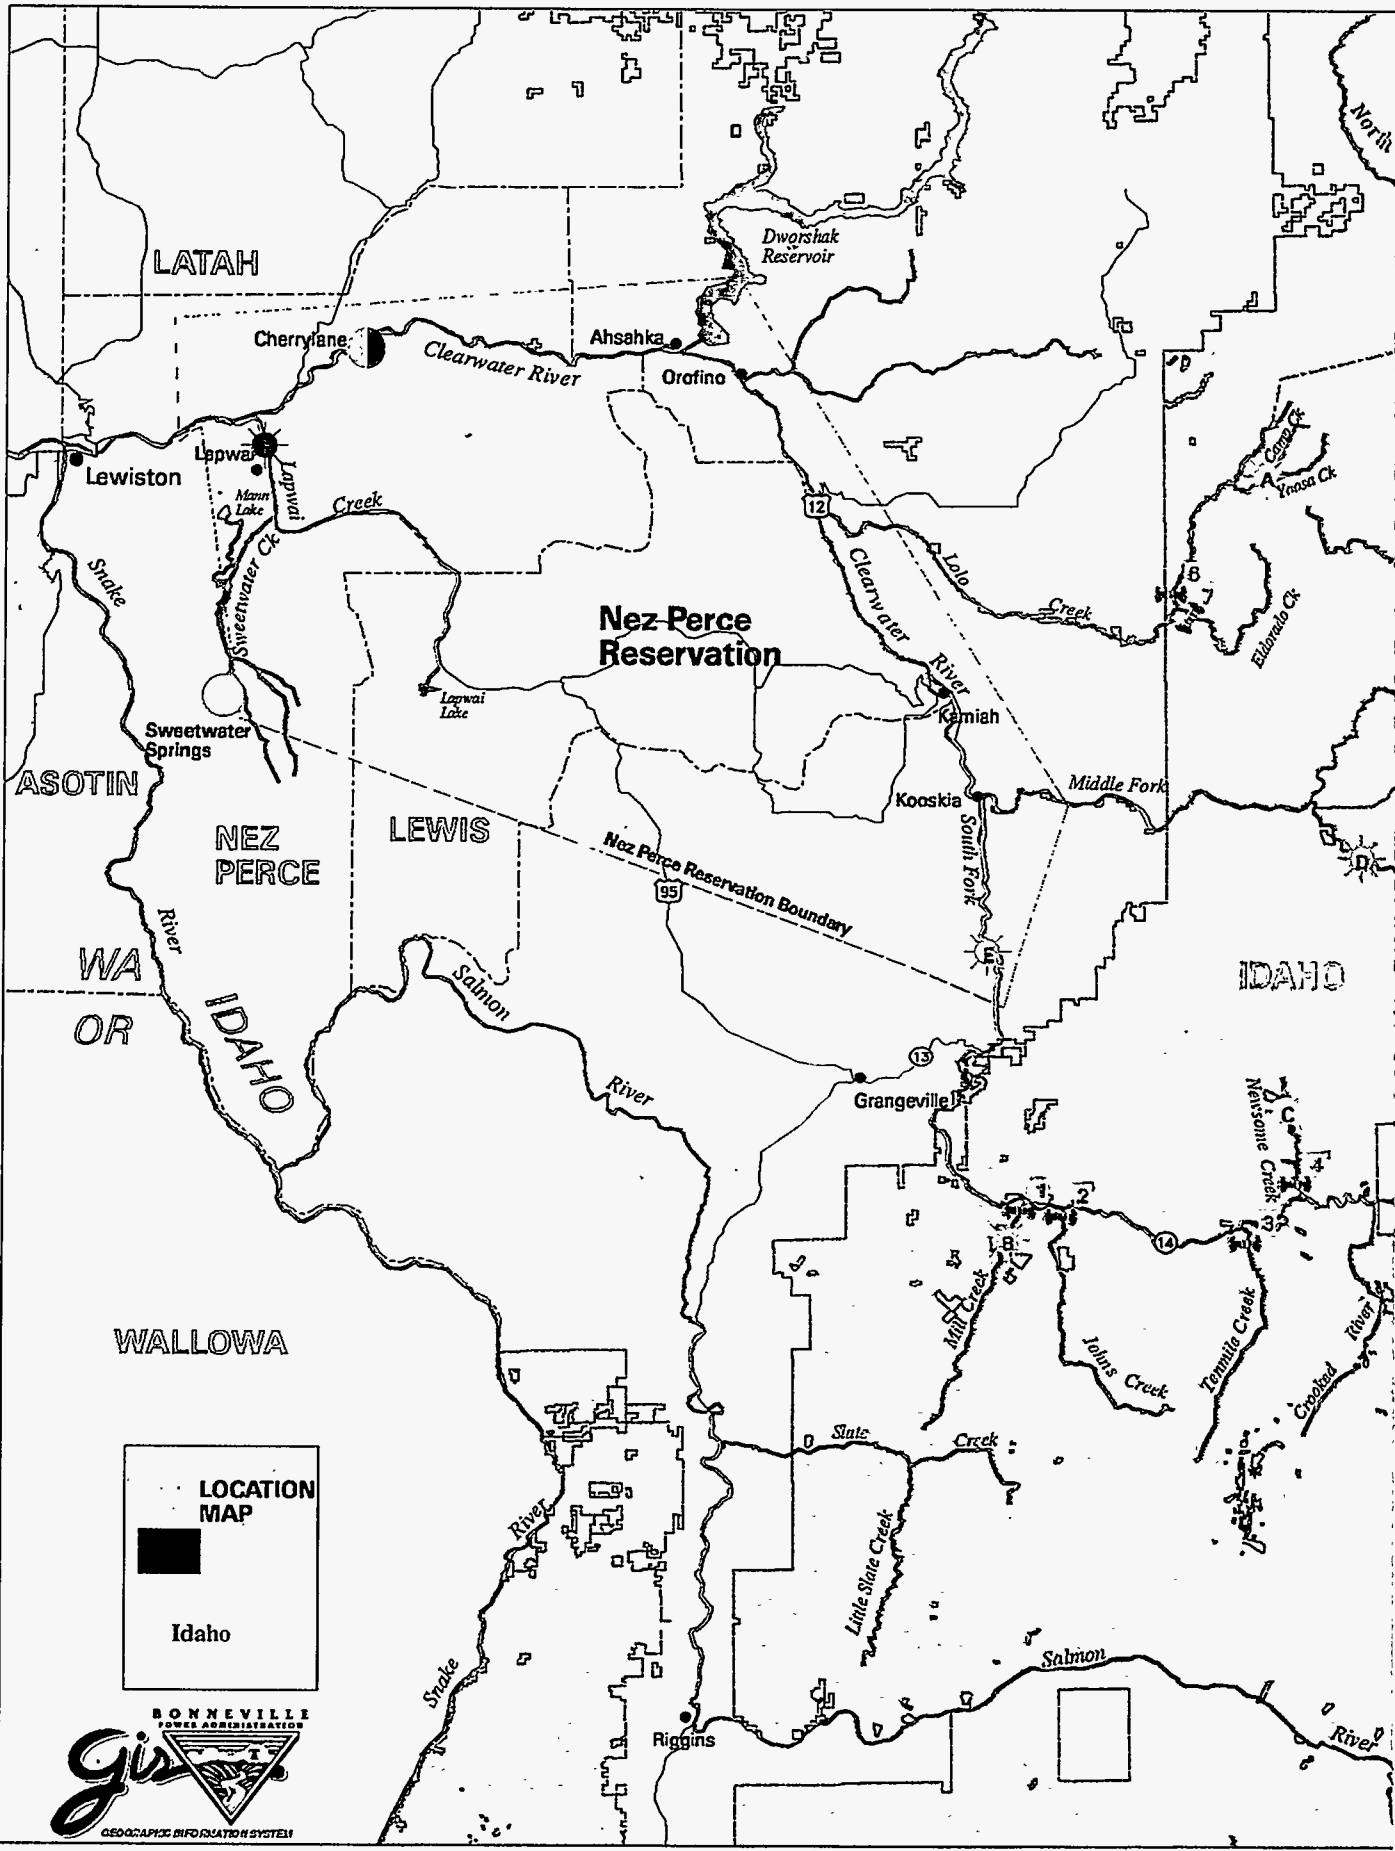 North
LATAH
Dworshak
Reservoir
Cherrylane
Ahsahka
Clearwater River
Orofino
Camp Ck
A
Yoosa Ck
Lapwai
Lewiston
Lapwai
Mann
Lake
Creek
12
Snake
Sweetwater Ck
Clearwater
Lolo
B
Creek
Eldorado Ck
Nez Perce
Reservation
River
Lapwai
Lake
Kamiah
Sweetwater
Springs
ASOTIN
Kooskia
Middle Fork
NEZ
PERCE
LEWIS
South Fork
D
Nez Perce Reservation Boundary
95
River
WA
E
IDAHO
OR
IDAHO
Salmon
River
13
Grangeville
Newsome Creek
C
4
1
2
3
14
B
Mill Creek
WALLOWA
Johns Creek
Tenmile Creek
Crooked River
Slate Creek
LOCATION
MAP
River
Little Slate Creek
Idaho
Snake
Salmon
River
Riggins
BONNEVILLE
POWER ADMINISTRATION
gis
GEOGRAPHIC INFORMATION SYSTEM